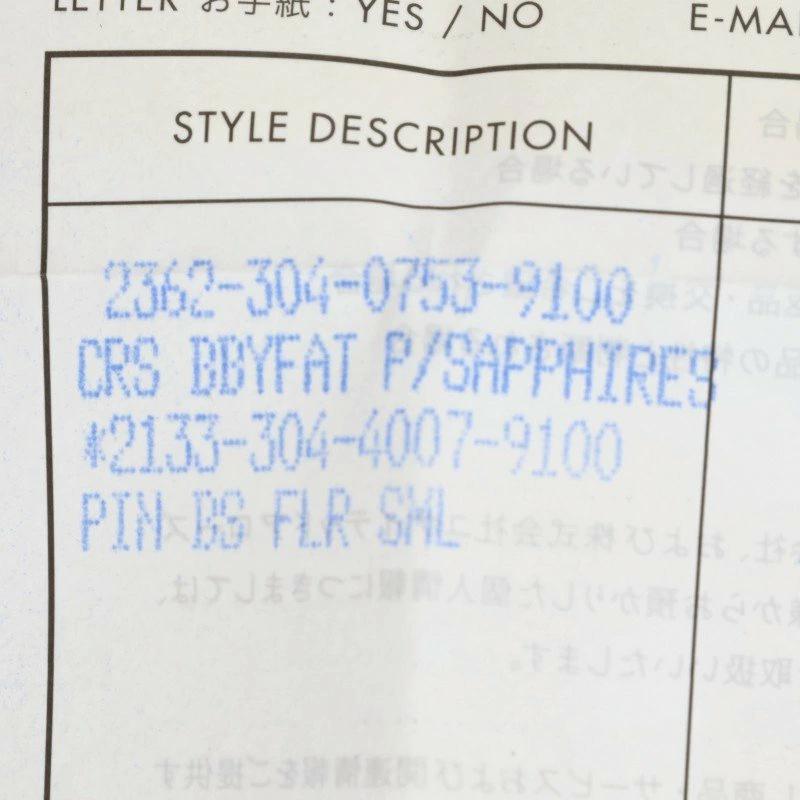 LETTER お手紙 : YES / NO E-MAI
STYLE DESCRIPTION
2362-304-0753-9100
CRS BBYFAT P/SAPPHIRES
#2133-304-4007-9100
PIN BS FLR SML